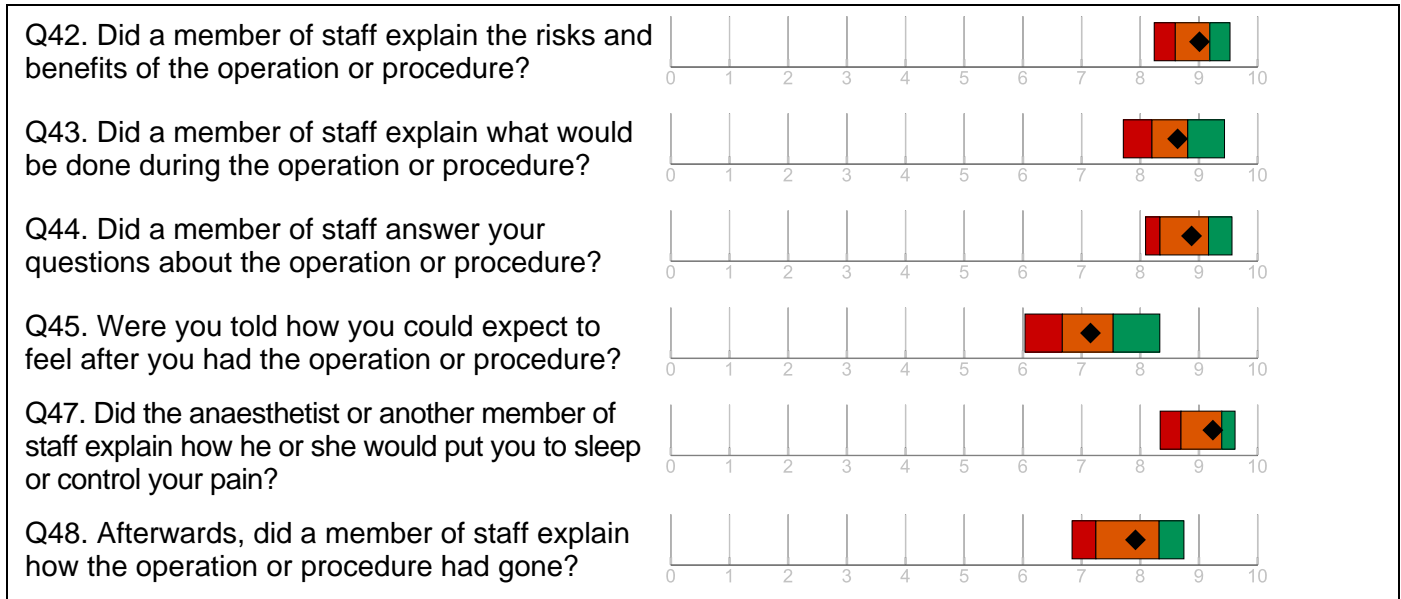 Q42. Did a member of staff explain the risks and
benefits of the operation or procedure?
0 1 2 3 4 5 6 7 8 9 10
Q43. Did a member of staff explain what would
be done during the operation or procedure?
0 1 2 3 4 5 6 7 8 9 10
Q44. Did a member of staff answer your
questions about the operation or procedure?
0 1 2 3 4 5 6 7 8 9 10
Q45. Were you told how you could expect to
feel after you had the operation or procedure?
0 1 2 3 4 5 6 7 8 9 10
Q47. Did the anaesthetist or another member of
staff explain how he or she would put you to sleep
or control your pain?
0 1 2 3 4 5 6 7 8 9 10
Q48. Afterwards, did a member of staff explain
how the operation or procedure had gone?
0 1 2 3 4 5 6 7 8 9 10